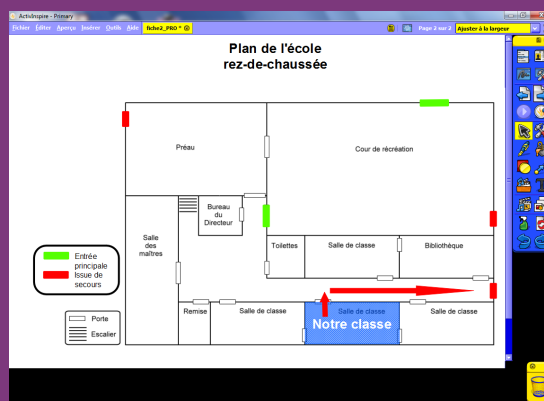 ActivInspire - Primary
Fichier Éditer Aperçu Insérer Outils Aide
fiche2_PRO *
Page 2 sur 3
Ajuster à la largeur
Plan de l'école
rez-de-chaussée
Préau
Cour de récréation
Bureau
du
Directeur
Salle
des
maîtres
Toilettes
Salle de classe
Bibliothèque
Entrée
principale
Issue de
secours
Porte
Escalier
Remise
Salle de classe
Salle de classe
Notre classe
Salle de classe